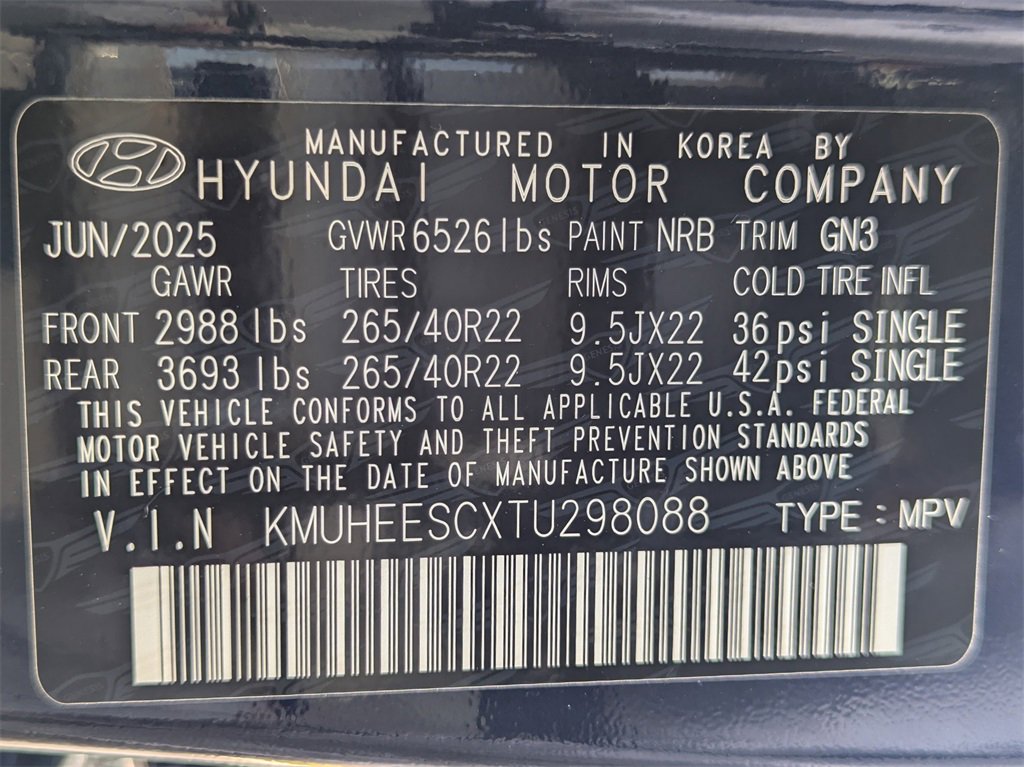 MANUFACTURED IN KOREA BY
HYUNDAI MOTOR COMPANY
JUN/2025 GVWR 6526 lbs PAINT NRB TRIM GN3
GAWR TIRES RIMS COLD TIRE INFL
FRONT 2988 lbs 265/40R22 9.5JX22 36psi SINGLE
REAR 3693 lbs 265/40R22 9.5JX22 42psi SINGLE
THIS VEHICLE CONFORMS TO ALL APPLICABLE U.S.A. FEDERAL
MOTOR VEHICLE SAFETY AND THEFT PREVENTION STANDARDS
IN EFFECT ON THE DATE OF MANUFACTURE SHOWN ABOVE
V.I.N KMUHEESCXTU298088 TYPE : MPV